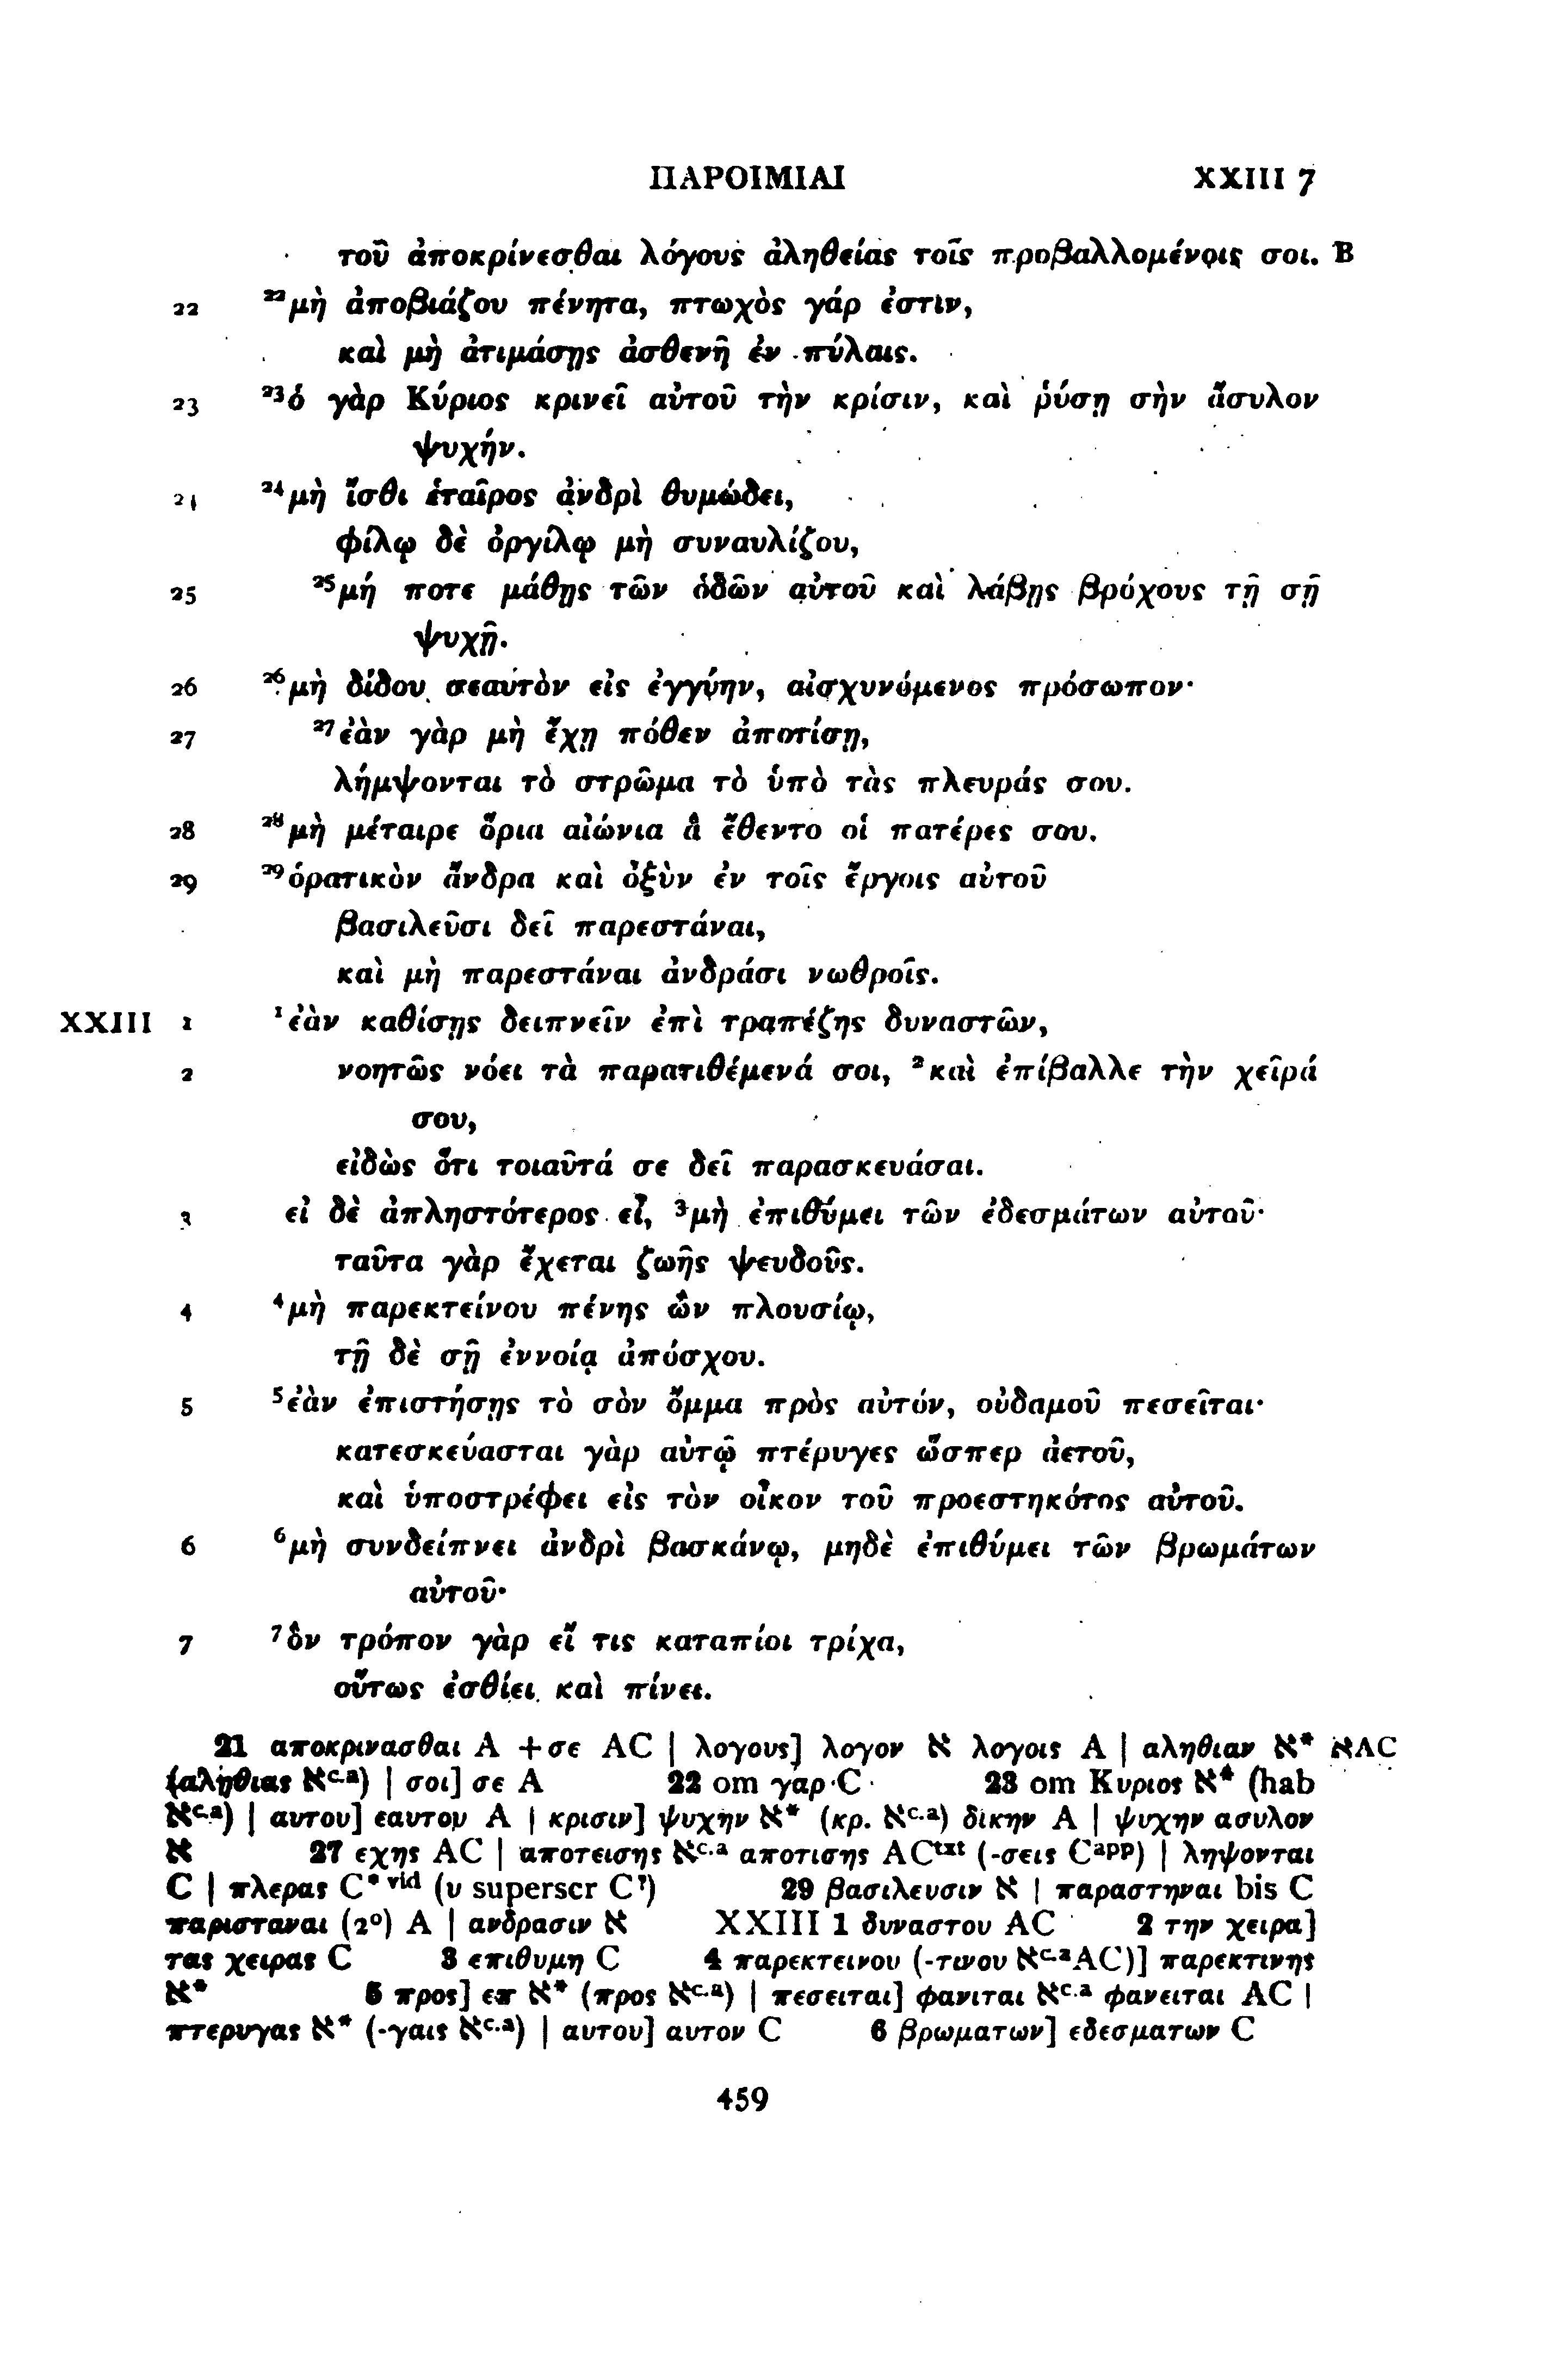 ΠΑΡΟΙΜΙΑΙ XXIII 7
τοῦ ἀποκρίνεσθαι λόγους ἀληθείας τοῖς προβαλλομένοις σοι. B
22 ²²μὴ ἀποβιάζου πένητα, πτωχὸς γάρ ἐστιν,
καὶ μὴ ἀτιμάσῃς ἀσθενῆ ἐν πύλαις.
23 ²³ὁ γὰρ Κύριος κρινεῖ αὐτοῦ τὴν κρίσιν, καὶ ῥύσῃ σὴν ἄσυλον
ψυχήν.
24 ²⁴μὴ ἴσθι ἑταῖρος ἀνδρὶ θυμώδει,
φίλῳ δὲ ὀργίλῳ μὴ συναυλίζου,
25 ²⁵μή ποτε μάθῃς τῶν ὁδῶν αὐτοῦ καὶ λάβῃς βρόχους τῇ σῇ
ψυχῇ.
26 ²⁶μὴ δίδου σεαυτὸν εἰς ἐγγύην, αἰσχυνόμενος πρόσωπον·
27 ²⁷ἐὰν γὰρ μὴ ἔχῃ πόθεν ἀποτίσῃ,
λήμψονται τὸ στρῶμα τὸ ὑπὸ τὰς πλευράς σου.
28 ²⁸μὴ μέταιρε ὅρια αἰώνια ἃ ἔθεντο οἱ πατέρες σου.
29 ²⁹ὁρατικὸν ἄνδρα καὶ ὀξὺν ἐν τοῖς ἔργοις αὐτοῦ
βασιλεῦσι δεῖ παρεστάναι,
καὶ μὴ παρεστάναι ἀνδράσι νωθροῖς.
XXIII 1 ¹ἐὰν καθίσῃς δειπνεῖν ἐπὶ τραπέζης δυναστῶν,
2 νοητῶς νόει τὰ παρατιθέμενά σοι, ²καὶ ἐπίβαλλε τὴν χεῖρά
σου,
εἰδὼς ὅτι τοιαῦτά σε δεῖ παρασκευάσαι.
3 εἰ δὲ ἀπληστότερος εἶ, ³μὴ ἐπιθύμει τῶν ἐδεσμάτων αὐτοῦ·
ταῦτα γὰρ ἔχεται ζωῆς ψευδοῦς.
4 ⁴μὴ παρεκτείνου πένης ὢν πλουσίῳ,
τῇ δὲ σῇ ἐννοίᾳ ἀπόσχου.
5 ⁵ἐὰν ἐπιστήσῃς τὸ σὸν ὄμμα πρὸς αὐτόν, οὐδαμοῦ πεσεῖται·
κατεσκεύασται γὰρ αὐτῷ πτέρυγες ὥσπερ ἀετοῦ,
καὶ ὑποστρέφει εἰς τὸν οἶκον τοῦ προεστηκότος αὐτοῦ.
6 ⁶μὴ συνδείπνει ἀνδρὶ βασκάνῳ, μηδὲ ἐπιθύμει τῶν βρωμάτων
αὐτοῦ·
7 ⁷ὃν τρόπον γὰρ εἴ τις καταπίοι τρίχα,
οὕτως ἐσθίει καὶ πίνει.
21 αποκρινασθαι A +σε AC | λογους] λογον ℵ λογοις A | αληθιαν ℵ* ℵAC
(αληθιας ℵᶜ·ᵃ) | σοι] σε A 22 om γαρ C 23 om Κυριος ℵ* (hab
ℵᶜ·ᵃ) | αυτου] εαυτου A | κρισιν] ψυχην ℵ* (κρ. ℵᶜ·ᵃ) δικην A | ψυχην ασυλον
ℵ 27 εχης AC | αποτεισης ℵᶜ·ᵃ αποτισης ACᵗˣᵗ (-σεις Cᵃᵖᵖ) | ληψονται
C | πλερας C* ᵛⁱᵈ (υ superscr C?) 29 βασιλευσιν ℵ | παραστηναι bis C
παρισταναι (2°) A | ανδρασιν ℵ XXIII 1 δυναστου AC 2 την χειρα]
τας χειρας C 3 επιθυμη C 4 παρεκτεινου (-τινου ℵᶜ·ᵃAC)] παρεκτινης
ℵ* 5 προς] επ ℵ* (προς ℵᶜ·ᵃ) | πεσειται] φανιται ℵᶜ·ᵃ φανειται AC |
πτερυγας ℵ* (-γαις ℵᶜ·ᵃ) | αυτου] αυτον C 6 βρωματων] εδεσματων C
459